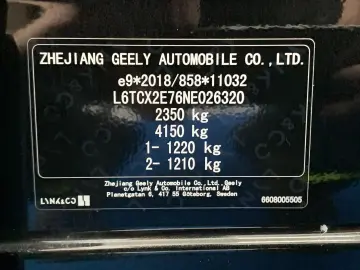 ZHEJIANG GEELY AUTOMOBILE CO.,LTD.
e9*2018/858*11032
L6TCX2E76NE026320
2350 kg
4150 kg
1- 1220 kg
2- 1210 kg
Zhejiang Geely Automobile Co.,Ltd.,Geely
c/o Lynk & Co. International AB
Planetgatan 6, 417 55 Göteborg, Sweden
LYNK&CO
6608005505